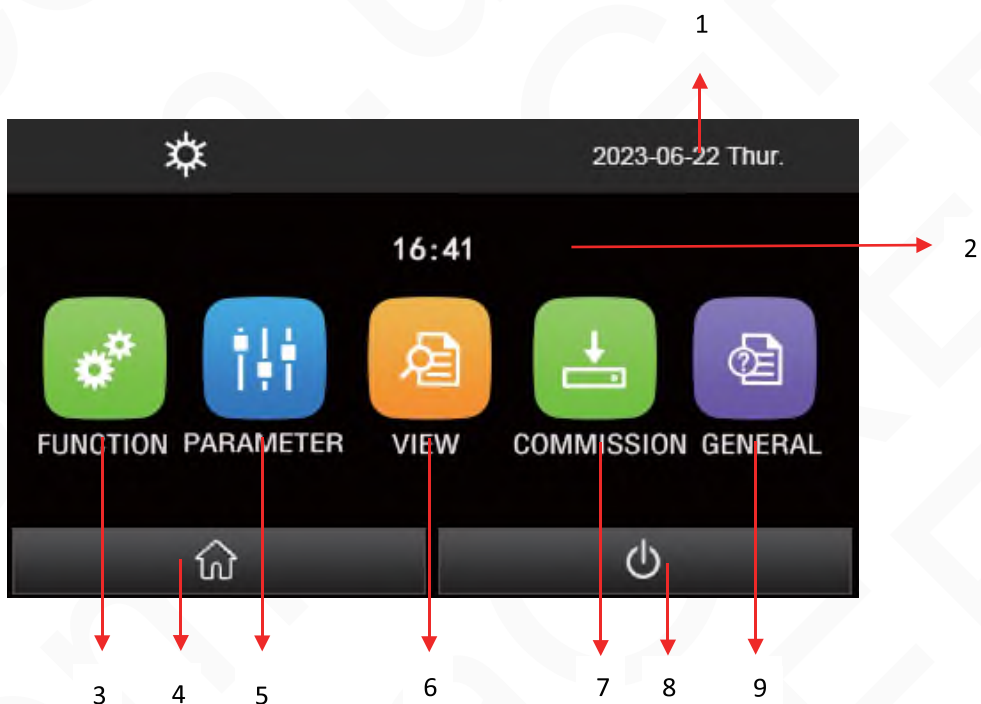 1
2023-06-22 Thur.
16:41
2
FUNCTION PARAMETER VIEW COMMISSION GENERAL
3 4 5 6 7 8 9